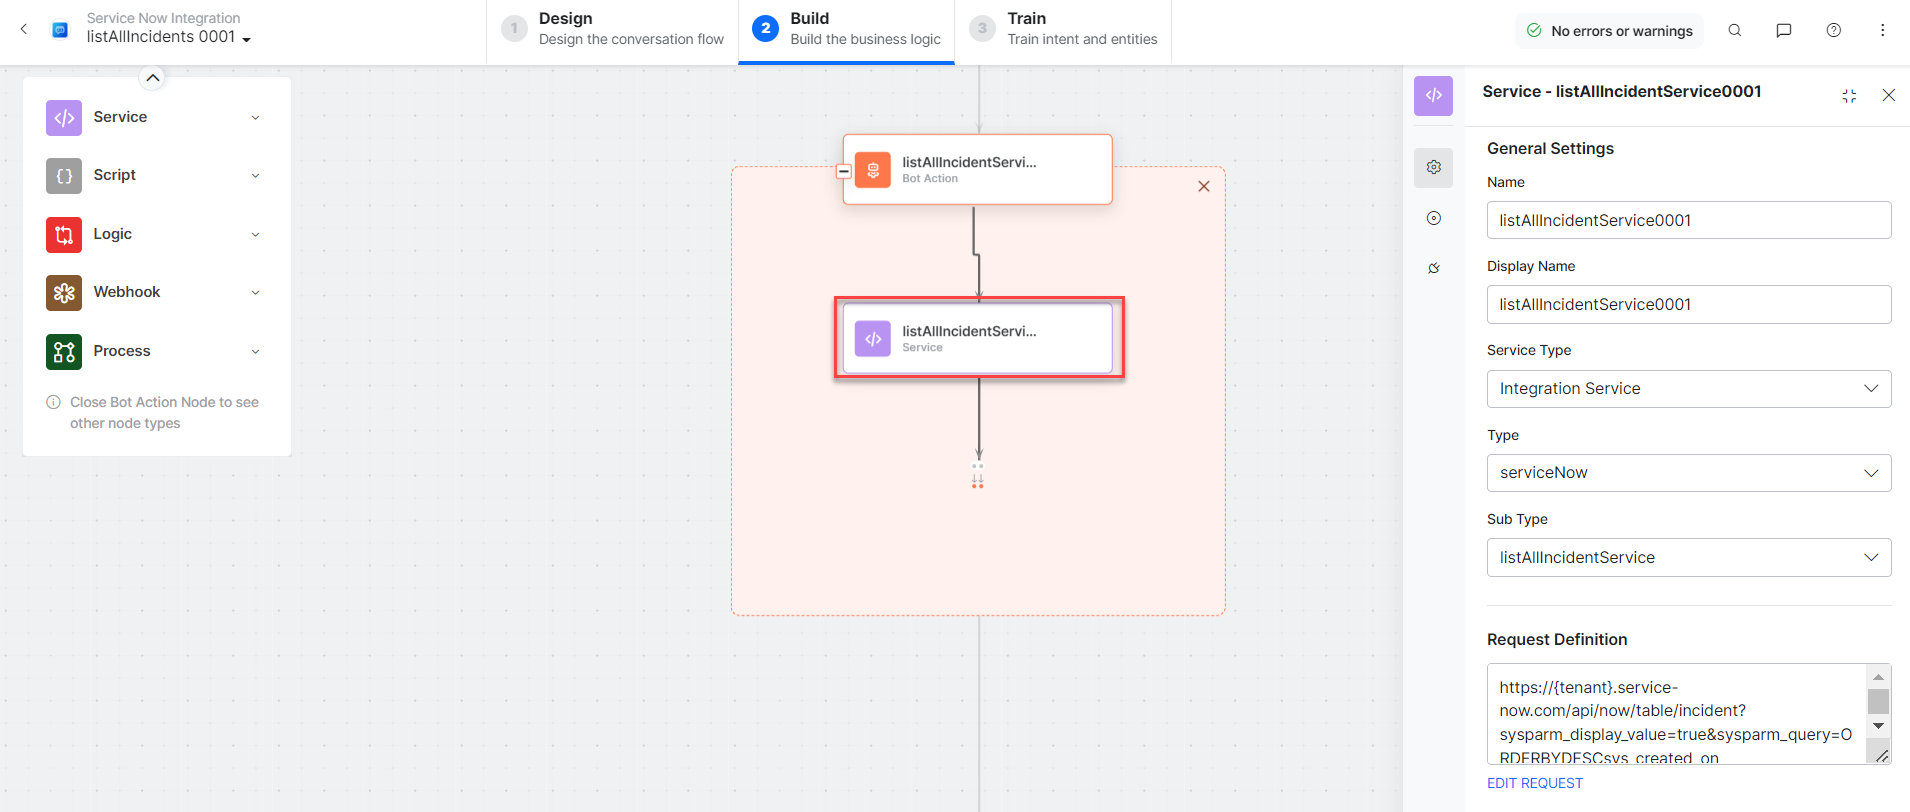 Service Now Integration
listAllIncidents 0001
1
Design
Design the conversation flow
2
Build
Build the business logic
3
Train
Train intent and entities
No errors or warnings
Service
Script
Logic
Webhook
Process
Close Bot Action Node to see
other node types
listAllIncidentServi...
Bot Action
listAllIncidentServi...
Service
Service - listAllIncidentService0001
General Settings
Name
listAllIncidentService0001
Display Name
listAllIncidentService0001
Service Type
Integration Service
Type
serviceNow
Sub Type
listAllIncidentService
Request Definition
https://{tenant}.service-
now.com/api/now/table/incident?
sysparm_display_value=true&sysparm_query=O
RDERBYDESCsys_created_on
EDIT REQUEST